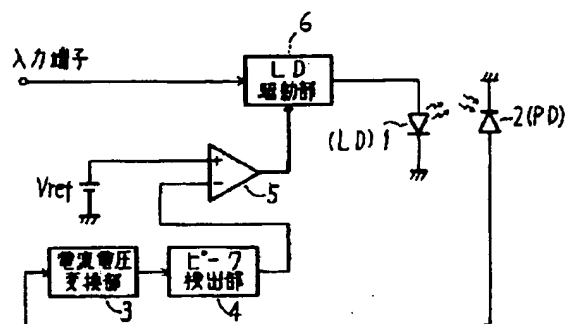 6
入力端子
LD
駆動部
(LD) 1
2(PD)
+
-
5
Vref
電流電圧
変換部
ピーク
検出部
3
4